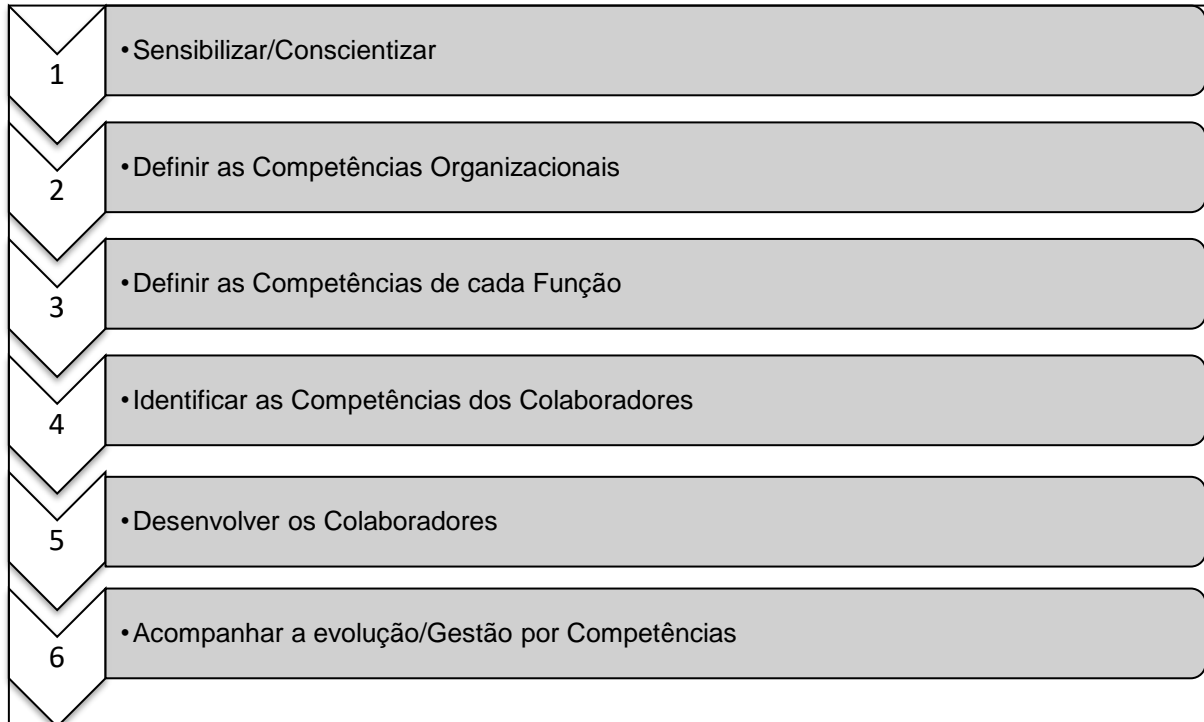 1
•Sensibilizar/Conscientizar
2
•Definir as Competências Organizacionais
3
•Definir as Competências de cada Função
4
•Identificar as Competências dos Colaboradores
5
•Desenvolver os Colaboradores
6
•Acompanhar a evolução/Gestão por Competências